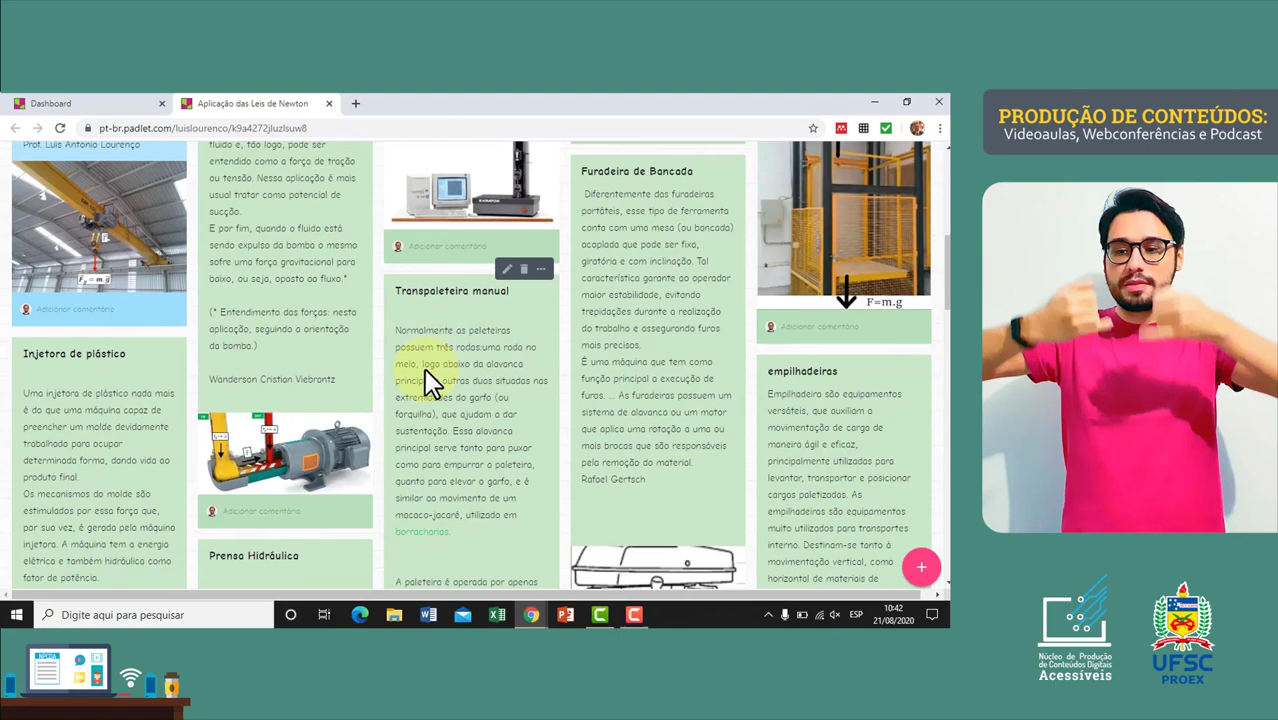 Dashboard
Aplicação das Leis de Newton
pt-br.padlet.com/luislourenco/k9a4272jluzlsuw8
Prof. Luis Antonio Lourenço
Adicionar comentário
Injetora de plástico
Uma injetora de plástico nada mais
é do que uma máquina capaz de
preencher um molde devidamente
trabalhado para ocupar
determinada forma, dando vida ao
produto final.
Os mecanismos do molde são
estimulados por essa força que,
por sua vez, é gerada pela máquina
injetora. A máquina tem a energia
elétrica e também hidráulica como
fator de potência.
fluido e, tão logo, pode ser
entendido como a força de tração
ou tensão. Nessa aplicação é mais
usual tratar como potencial de
sucção.
E por fim, quando o fluido está
sendo expulso da bomba o mesmo
sofre uma força gravitacional para
baixo, ou seja, oposto ao fluxo.*
(* Entendimento das forças: nesta
aplicação, seguindo a orientação
da bomba.)
Wanderson Cristian Viebrantz
Adicionar comentário
Prensa Hidráulica
Adicionar comentário
Transpaleteira manual
Normalmente as peleteiras
possuem três rodas:uma roda no
meio, logo abaixo da alavanca
outras duas situadas nas
extremidades do garfo (ou
forquilha), que ajudam a dar
sustentação. Essa alavanca
principal serve tanto para puxar
como para empurrar a paleteira,
quanto para elevar o garfo, e é
similar ao movimento de um
macaco-jacaré, utilizado em
borracharias.
A paleteira é operada por apenas
Furadeira de Bancada
Diferentemente das furadeiras
portáteis, esse tipo de ferramenta
conta com uma mesa (ou bancada)
acoplada que pode ser fixa,
giratória e com inclinação. Tal
característica garante ao operador
maior estabilidade, evitando
trepidações durante a realização
do trabalho e assegurando furos
mais precisos.
É uma máquina que tem como
função principal a execução de
furos. ... As furadeiras possuem um
sistema de alavanca ou um motor
que aplica uma rotação a uma ou
mais brocas que são responsáveis
pela remoção do material.
Rafael Gertsch
F=m.g
Adicionar comentário
empilhadeiras
Empilhadeira são equipamentos
versáteis, que auxiliam a
movimentação de carga de
maneira ágil e eficaz,
principalmente utilizadas para
levantar, transportar e posicionar
cargas paletizadas. As
empilhadeiras são equipamentos
muito utilizados para transportes
interno. Destinam-se tanto à
movimentação vertical, como
horizontal de materiais de
Digite aqui para pesquisar
ESP
10:42
21/08/2020
PRODUÇÃO DE CONTEÚDOS:
Videoaulas, Webconferências e Podcast
Núcleo de Produção
de Conteúdos Digitais
Acessíveis
UFSC
PROEX